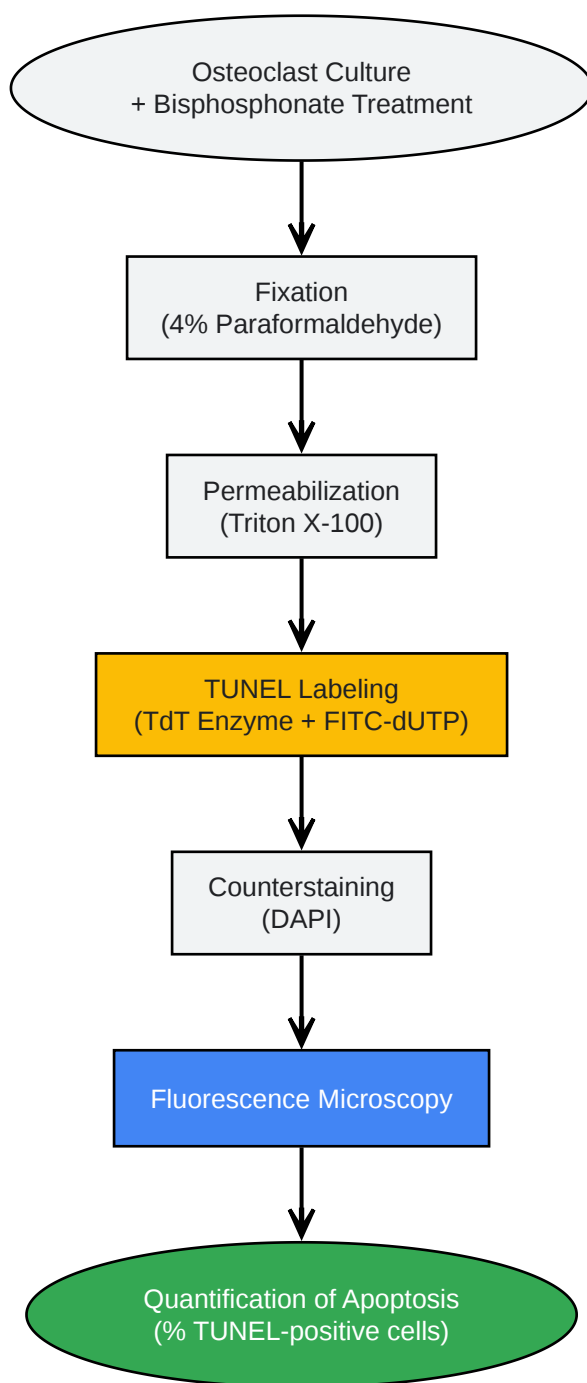 Osteoclast Culture
+ Bisphosphonate Treatment
Fixation
(4% Paraformaldehyde)
Permeabilization
(Triton X-100)
TUNEL Labeling
(TdT Enzyme + FITC-dUTP)
Counterstaining
(DAPI)
Fluorescence Microscopy
Quantification of Apoptosis
(% TUNEL-positive cells)